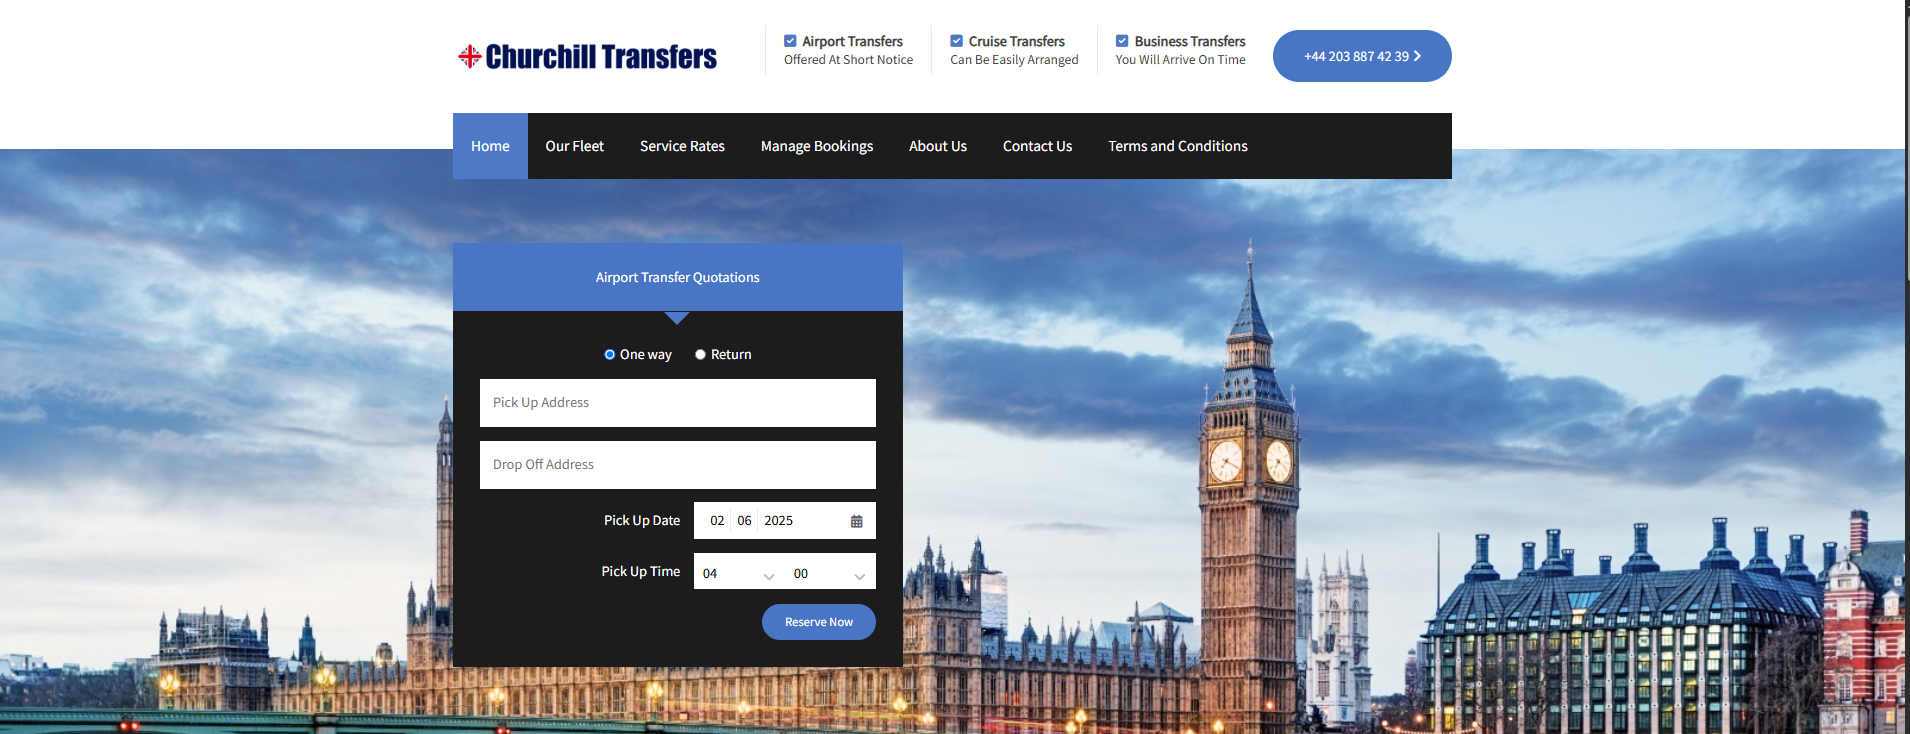 Churchill Transfers
Airport Transfers
Offered At Short Notice
Cruise Transfers
Can Be Easily Arranged
Business Transfers
You Will Arrive On Time
+44 203 887 42 39
Home Our Fleet Service Rates Manage Bookings About Us Contact Us Terms and Conditions
Airport Transfer Quotations
One way Return
Pick Up Address
Drop Off Address
Pick Up Date 02 06 2025
Pick Up Time 04 00
Reserve Now